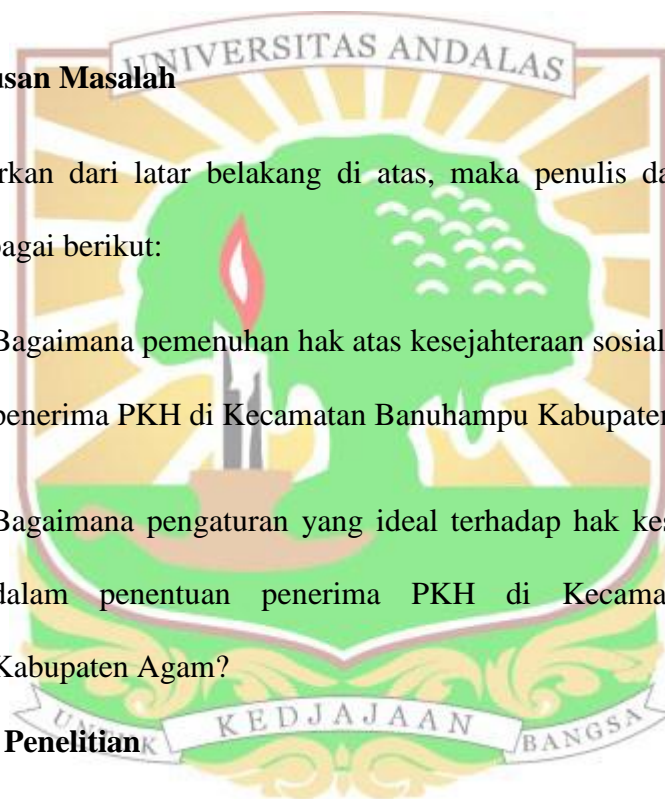 UNIVERSITAS ANDALAS
usan Masalah
rkan dari latar belakang di atas, maka penulis da
bagai berikut:
Bagaimana pemenuhan hak atas kesejahteraan sosial
penerima PKH di Kecamatan Banuhampu Kabupaten
Bagaimana pengaturan yang ideal terhadap hak kes
dalam penentuan penerima PKH di Kecama
Kabupaten Agam?
UNTUK KEDJAJAAN BANGSA
Penelitian